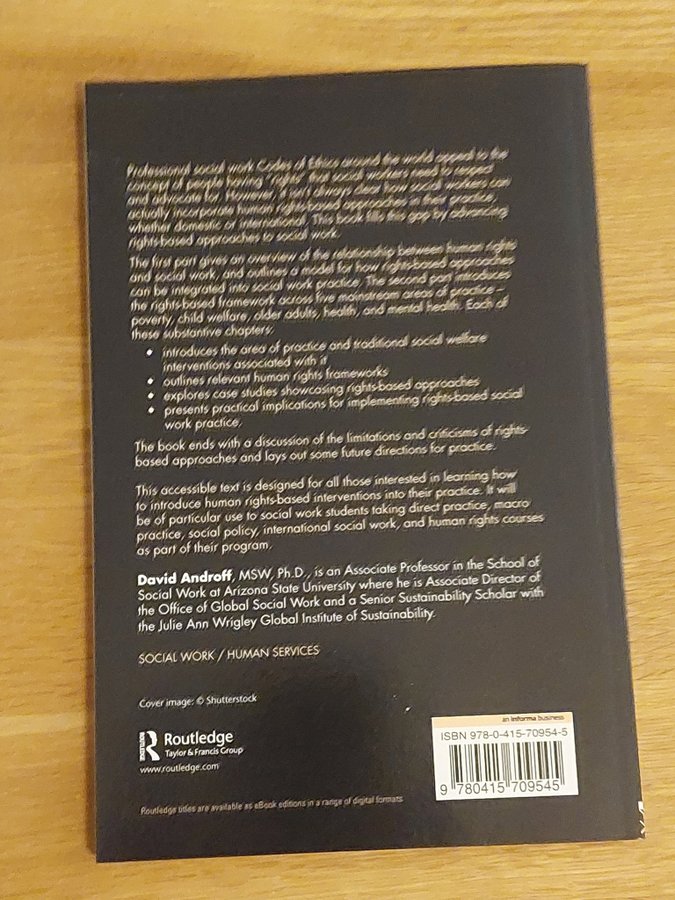 Professional social work Codes of Ethics around the world appeal to the
concept of people having "rights" that social workers need to respect
and advocate for. However, it isn't always clear how social workers can
actually incorporate human rights-based approaches in their practice,
whether domestic or international. This book fills this gap by advancing
rights-based approaches to social work.
The first part gives an overview of the relationship between human rights
and social work, and outlines a model for how rights-based approaches
can be integrated into social work practice. The second part introduces
the rights-based framework across five mainstream areas of practice –
poverty, child welfare, older adults, health, and mental health. Each of
these substantive chapters:
• introduces the area of practice and traditional social welfare
interventions associated with it
• outlines relevant human rights frameworks
• explores case studies showcasing rights-based approaches
• presents practical implications for implementing rights-based social
work practice.
The book ends with a discussion of the limitations and criticisms of rights-
based approaches and lays out some future directions for practice.
This accessible text is designed for all those interested in learning how
to introduce human rights-based interventions into their practice. It will
be of particular use to social work students taking direct practice, macro
practice, social policy, international social work, and human rights courses
as part of their program.
David Androff, MSW, Ph.D., is an Associate Professor in the School of
Social Work at Arizona State University where he is Associate Director of
the Office of Global Social Work and a Senior Sustainability Scholar with
the Julie Ann Wrigley Global Institute of Sustainability.
SOCIAL WORK / HUMAN SERVICES
Cover image: © Shutterstock
ROUTLEDGE
Routledge
Taylor & Francis Group
www.routledge.com
Routledge titles are available as eBook editions in a range of digital formats
an informa business
ISBN 978-0-415-70954-5
9 780415 709545